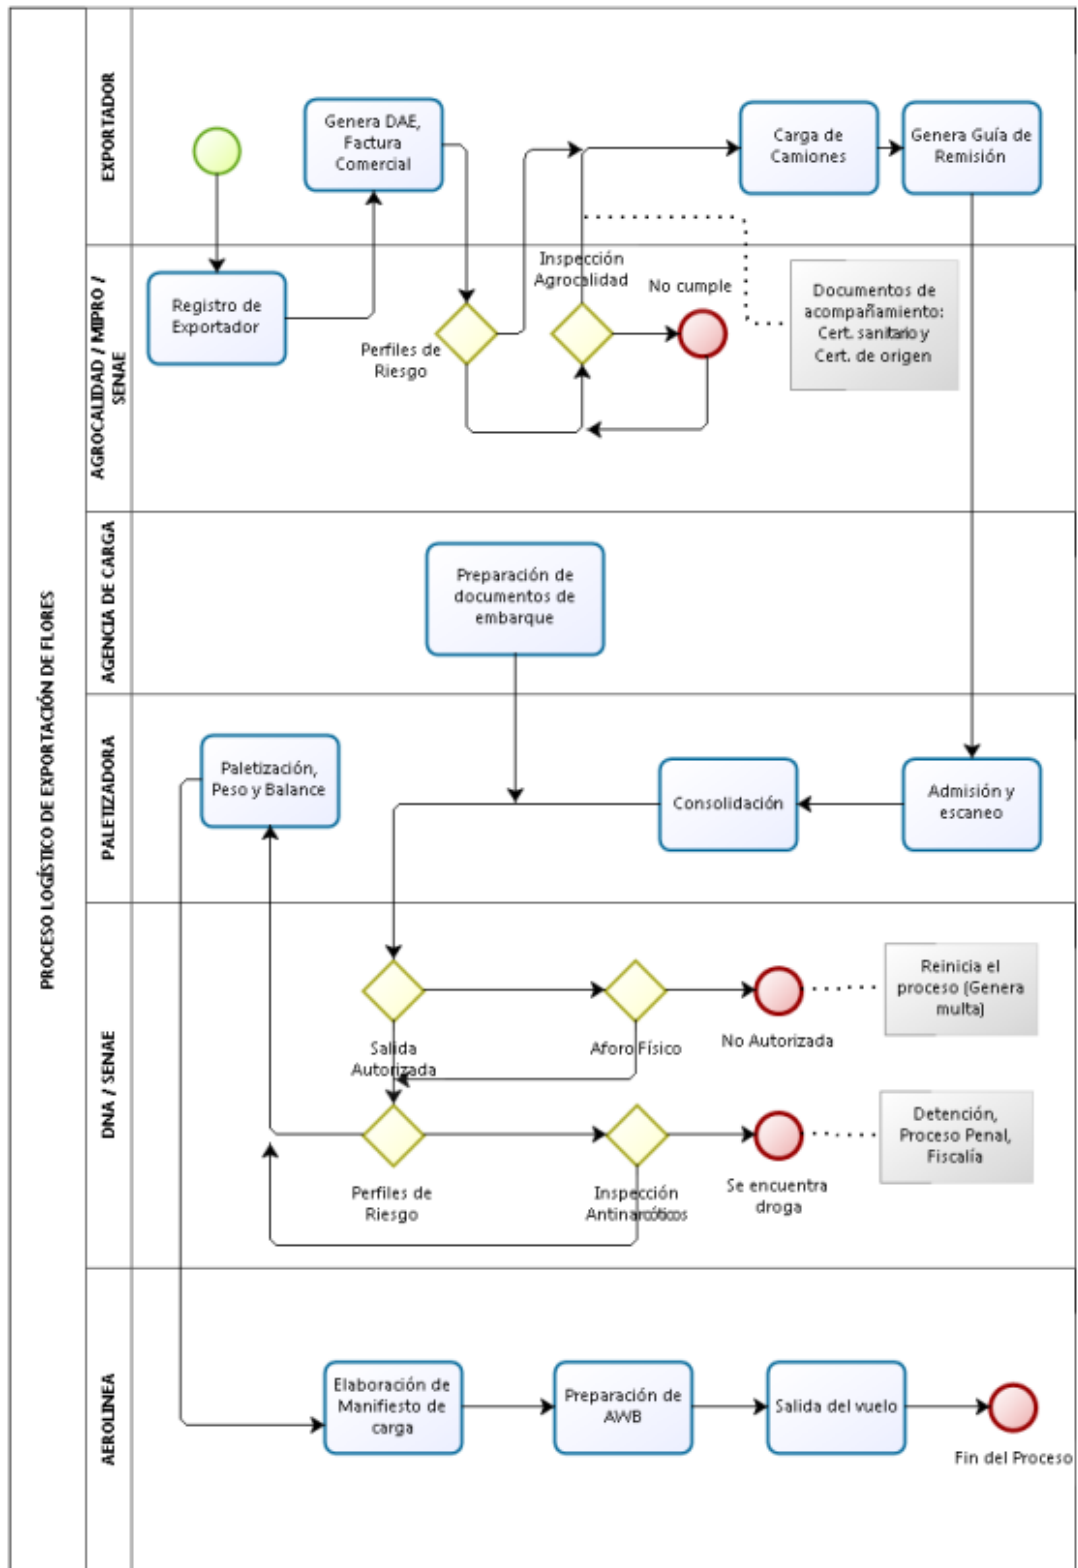 PROCESO LOGÍSTICO DE EXPORTACIÓN DE FLORES
EXPORTADOR
Genera DAE,
Factura
Comercial
Carga de
Camiones
Genera Guía de
Remisión
AGROCALIDAD / MIPRO /
SENAE
Registro de
Exportador
Perfiles de
Riesgo
Inspección
Agrocalidad
No cumple
Documentos de
acompañamiento:
Cert. sanitario y
Cert. de origen
AGENCIA DE CARGA
Preparación de
documentos de
embarque
PALETIZADORA
Paletización,
Peso y Balance
Consolidación
Admisión y
escaneo
DNA / SENAE
Salida
Autorizada
Aforo Físico
No Autorizada
Reinicia el
proceso (Genera
multa)
Perfiles de
Riesgo
Inspección
Antinarcóticos
Se encuentra
droga
Detención,
Proceso Penal,
Fiscalía
AEROLINEA
Elaboración de
Manifiesto de
carga
Preparación de
AWB
Salida del vuelo
Fin del Proceso